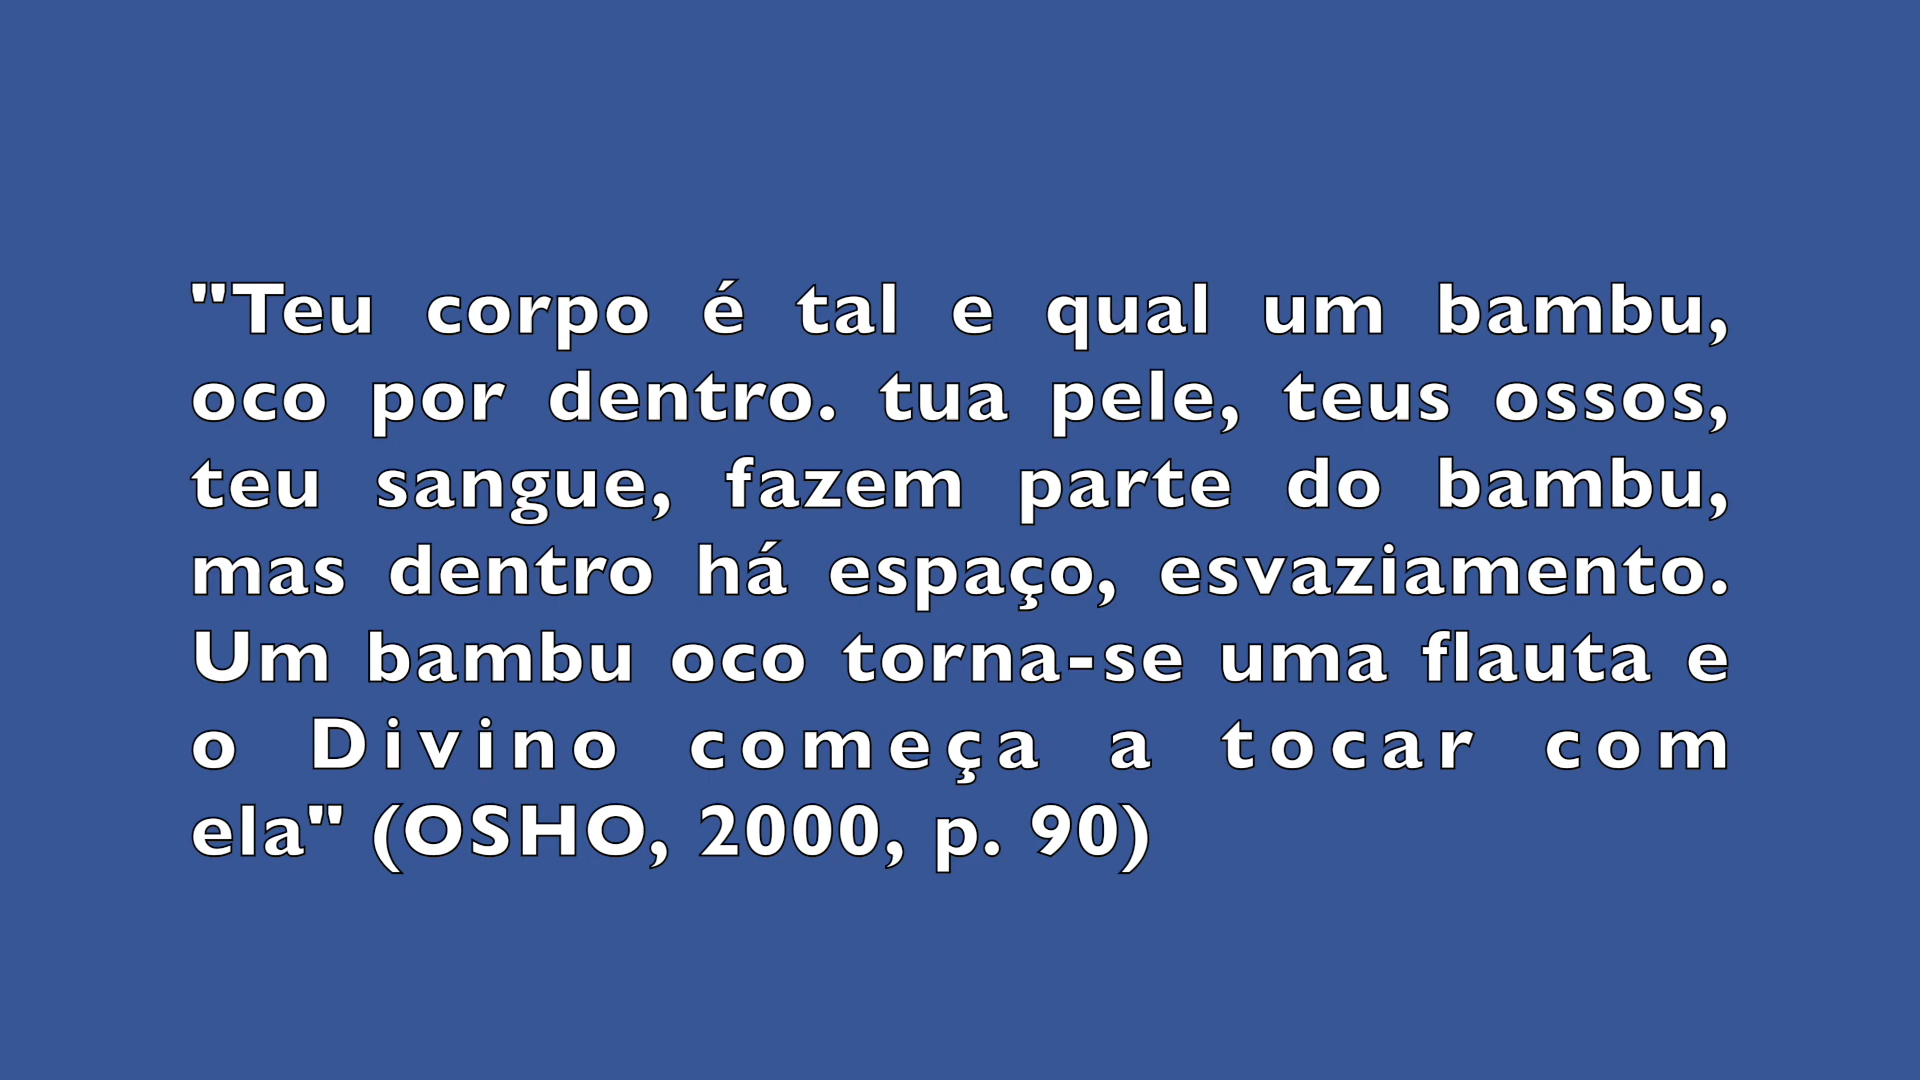 "Teu corpo é tal e qual um bambu,
oco por dentro. tua pele, teus ossos,
teu sangue, fazem parte do bambu,
mas dentro há espaço, esvaziamento.
Um bambu oco torna-se uma flauta e
o Divino começa a tocar com
ela" (OSHO, 2000, p. 90)